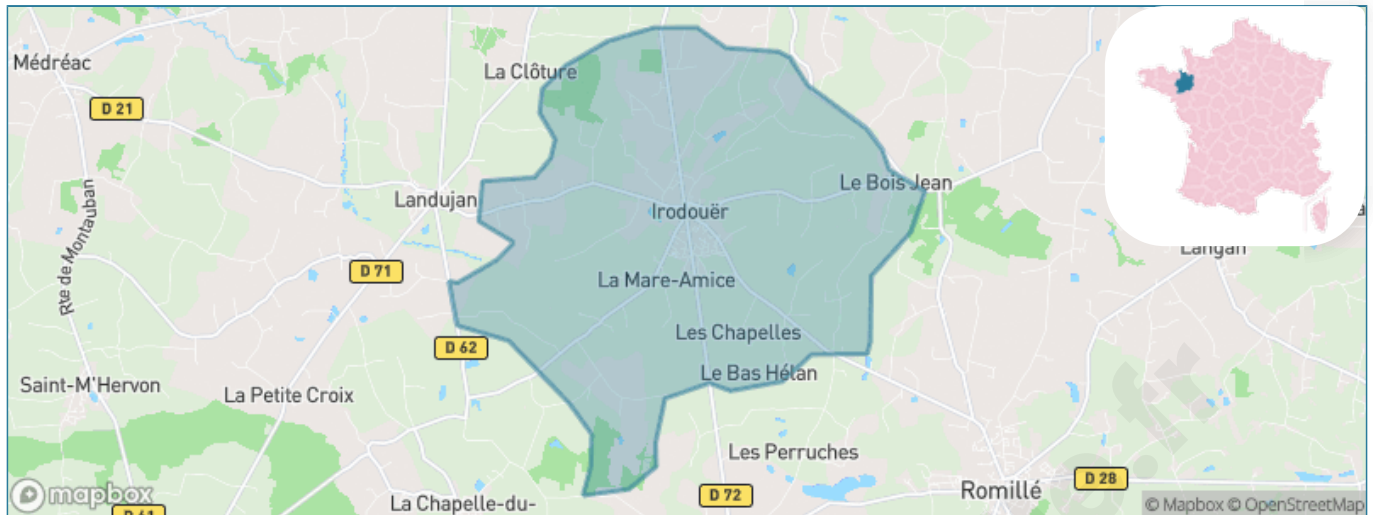 Médréac
La Clôture
D 21
Le Bois Jean
Landujan
Irodouër
Rte de Montauban
Langan
D 71
La Mare-Amice
Les Chapelles
D 62
Le Bas Hélan
Saint-M'Hervon
La Petite Croix
Les Perruches
Romillé
D 28
D 72
mapbox
La Chapelle-du-
D 61
© Mapbox © OpenStreetMap